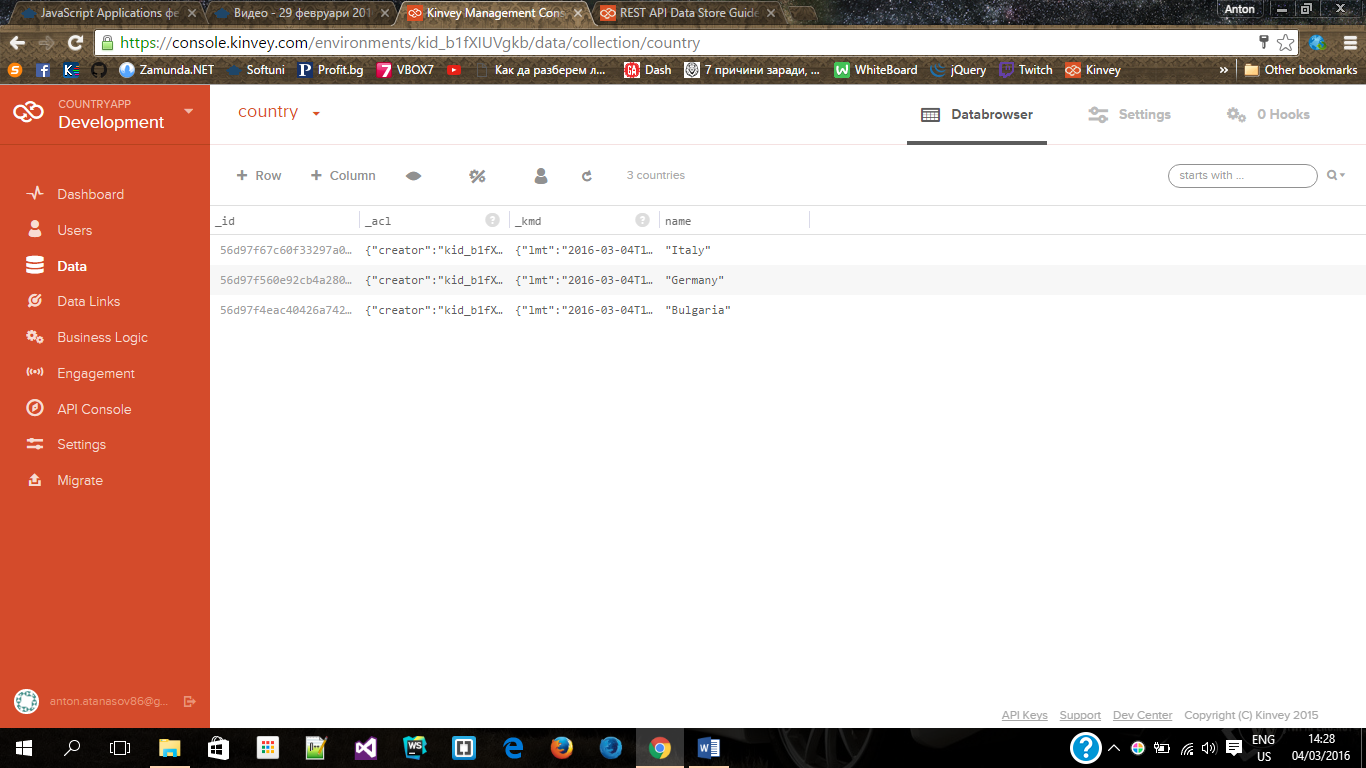 JavaScript Applications фе
Видео - 29 февруари 201
Kinvey Management Cons
REST API Data Store Guide
Anton
https://console.kinvey.com/environments/kid_b1fXIUVgkb/data/collection/country
Zamunda.NET
Softuni
Profit.bg
VBOX7
Как да разберем л...
Dash
7 причини заради, ...
WhiteBoard
jQuery
Twitch
Kinvey
»
Other bookmarks
COUNTRYAPP
Development
country
Databrowser
Settings
0 Hooks
Dashboard
Users
Data
Data Links
Business Logic
Engagement
API Console
Settings
Migrate
+ Row
+ Column
3 countries
starts with ...
_id
_acl
?
_kmd
?
name
56d97f67c60f33297a0… {"creator":"kid_b1fX… {"lmt":"2016-03-04T1… "Italy"
56d97f560e92cb4a280… {"creator":"kid_b1fX… {"lmt":"2016-03-04T1… "Germany"
56d97f4eac40426a742… {"creator":"kid_b1fX… {"lmt":"2016-03-04T1… "Bulgaria"
anton.atanasov86@g...
API Keys
Support
Dev Center
Copyright (C) Kinvey 2015
ENG
US
14:28
04/03/2016